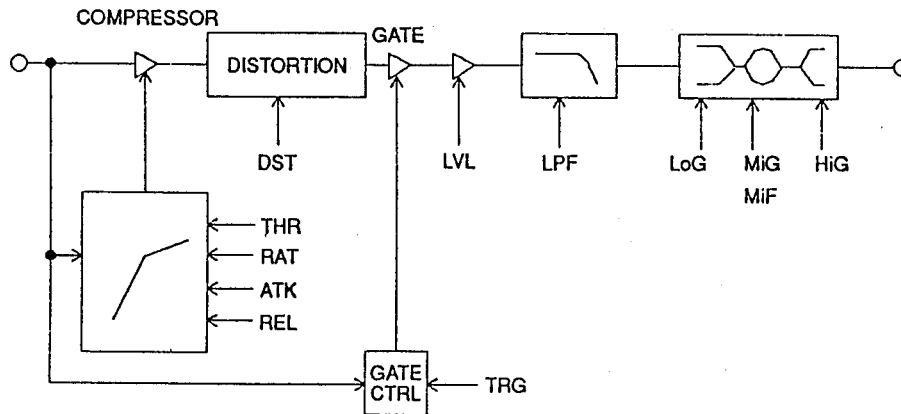 COMPRESSOR
GATE
DISTORTION
DST
LVL
LPF
LoG
MiG
HiG
MiF
THR
RAT
ATK
REL
GATE
CTRL
TRG